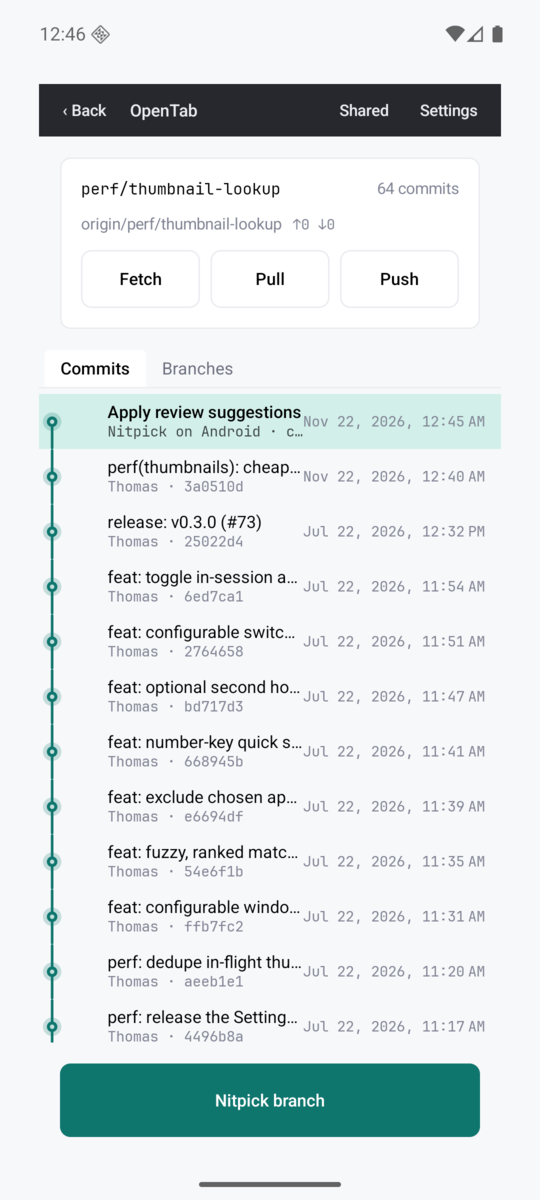 12:46
‹ Back OpenTab Shared Settings
perf/thumbnail-lookup 64 commits
origin/perf/thumbnail-lookup ↑0 ↓0
Fetch Pull Push
Commits Branches
Apply review suggestions Nov 22, 2026, 12:45 AM
Nitpick on Android · c…
perf(thumbnails): cheap… Nov 22, 2026, 12:40 AM
Thomas · 3a0510d
release: v0.3.0 (#73) Jul 22, 2026, 12:32 PM
Thomas · 25022d4
feat: toggle in-session a… Jul 22, 2026, 11:54 AM
Thomas · 6ed7ca1
feat: configurable switc… Jul 22, 2026, 11:51 AM
Thomas · 2764658
feat: optional second ho… Jul 22, 2026, 11:47 AM
Thomas · bd717d3
feat: number-key quick s… Jul 22, 2026, 11:41 AM
Thomas · 668945b
feat: exclude chosen ap… Jul 22, 2026, 11:39 AM
Thomas · e6694df
feat: fuzzy, ranked matc… Jul 22, 2026, 11:35 AM
Thomas · 54e6f1b
feat: configurable windo… Jul 22, 2026, 11:31 AM
Thomas · ffb7fc2
perf: dedupe in-flight thu… Jul 22, 2026, 11:20 AM
Thomas · aeeb1e1
perf: release the Setting… Jul 22, 2026, 11:17 AM
Thomas · 4496b8a
Nitpick branch